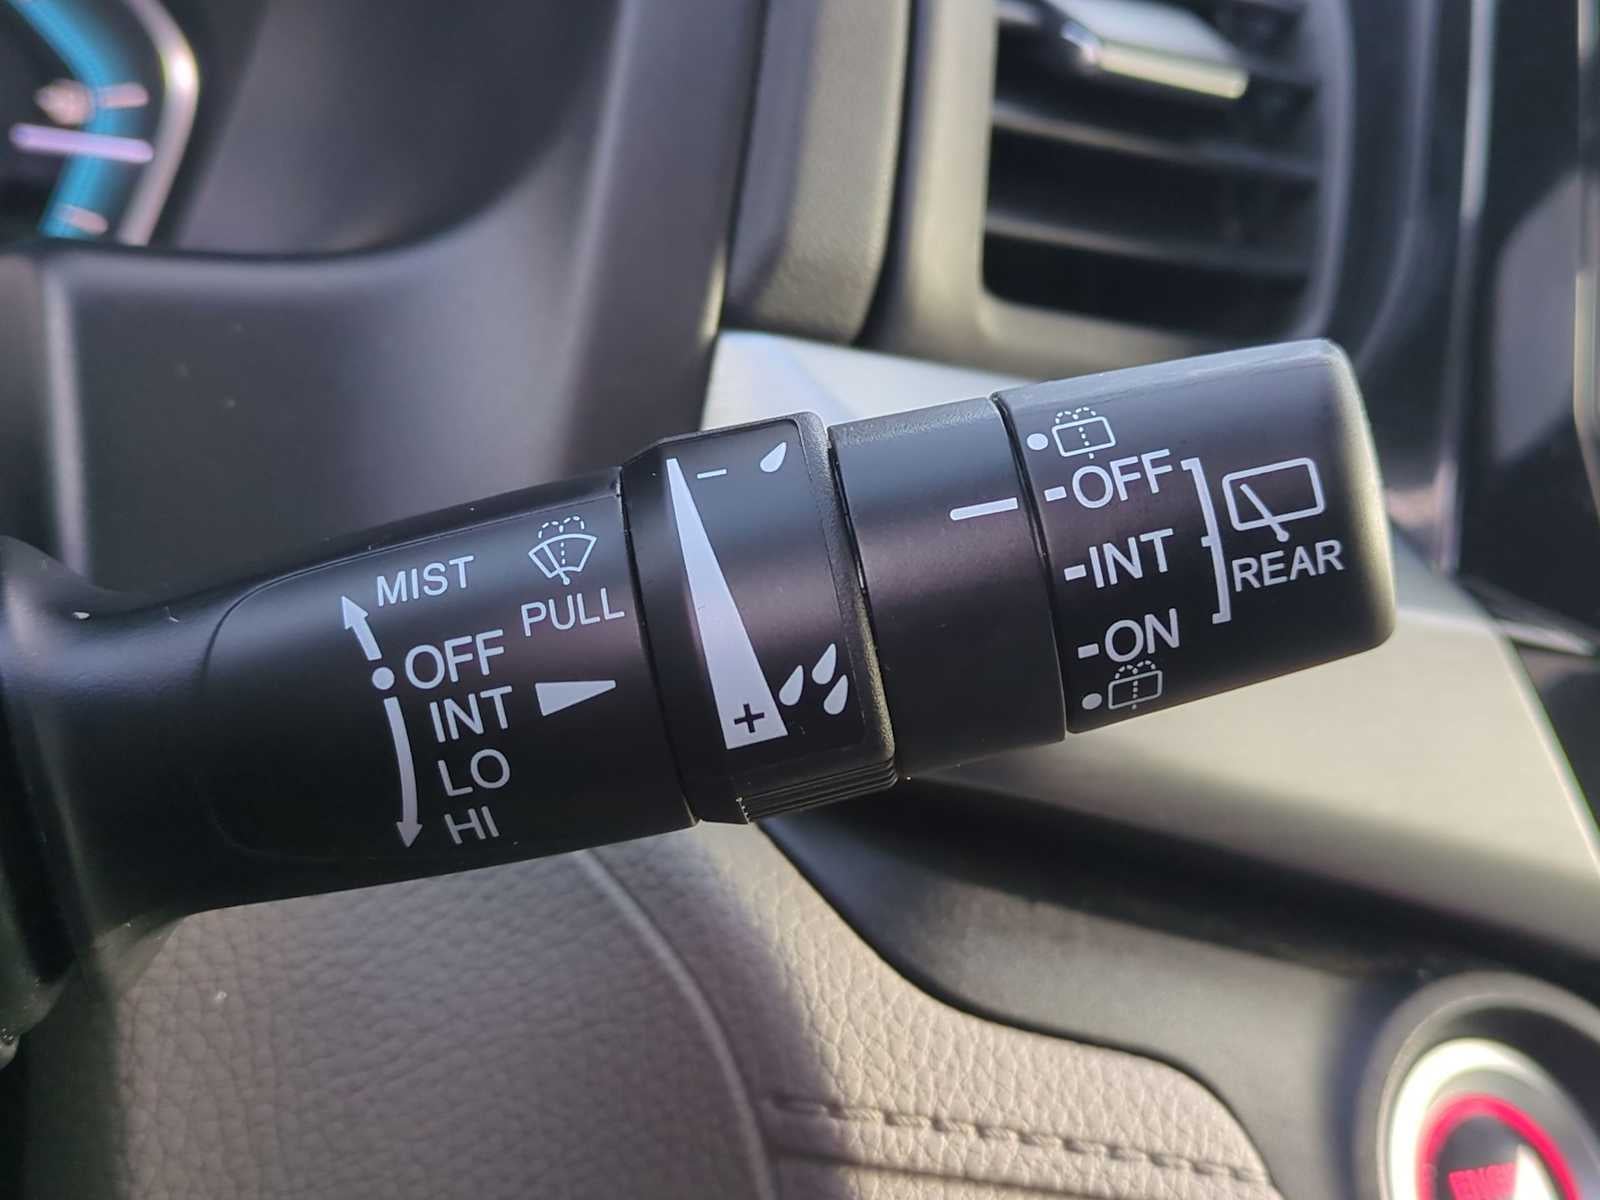 MIST
PULL
OFF
INT
LO
HI
−
+
OFF
INT
ON
REAR